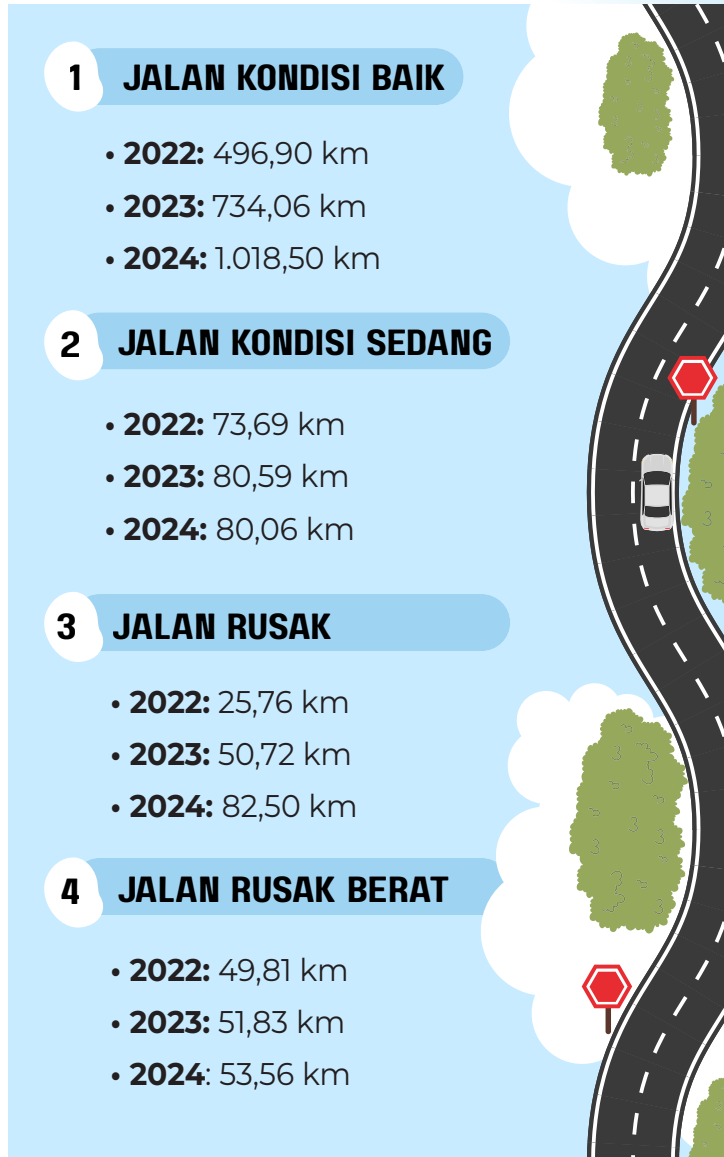 1 JALAN KONDISI BAIK
• 2022: 496,90 km
• 2023: 734,06 km
• 2024: 1.018,50 km
2 JALAN KONDISI SEDANG
• 2022: 73,69 km
• 2023: 80,59 km
• 2024: 80,06 km
3 JALAN RUSAK
• 2022: 25,76 km
• 2023: 50,72 km
• 2024: 82,50 km
4 JALAN RUSAK BERAT
• 2022: 49,81 km
• 2023: 51,83 km
• 2024: 53,56 km